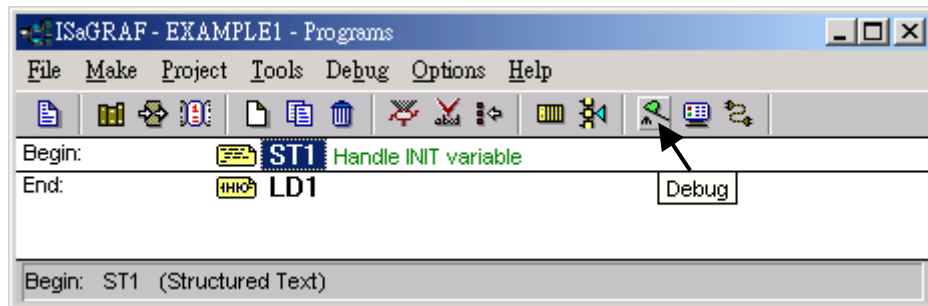 ISaGRAF - EXAMPLE1 - Programs
File Make Project Tools Debug Options Help
Begin: ST1 Handle INIT variable
End: LD1
Debug
Begin: ST1 (Structured Text)